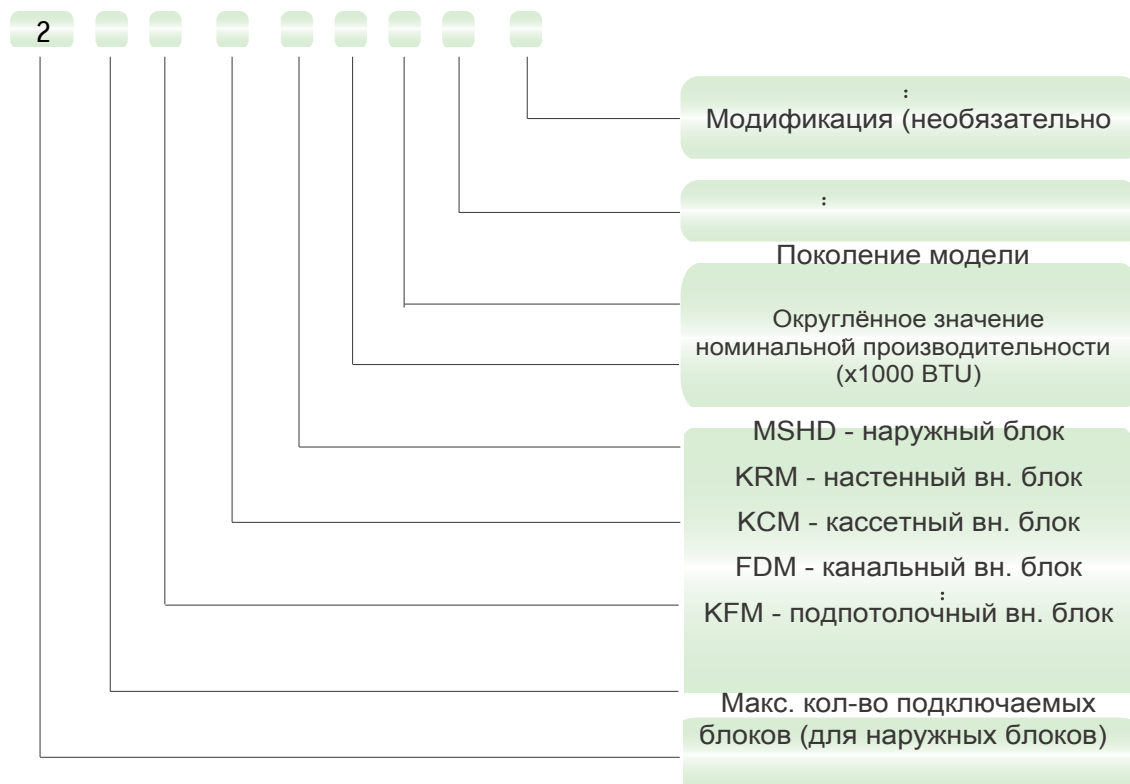 2
:
Модификация (необязательно
:
Поколение модели
Округлённое значение
номинальной производительности
(x1000 BTU)
MSHD - наружный блок
KRM - настенный вн. блок
KCM - кассетный вн. блок
FDM - канальный вн. блок
:
KFM - подпотолочный вн. блок
Макс. кол-во подключаемых
блоков (для наружных блоков)